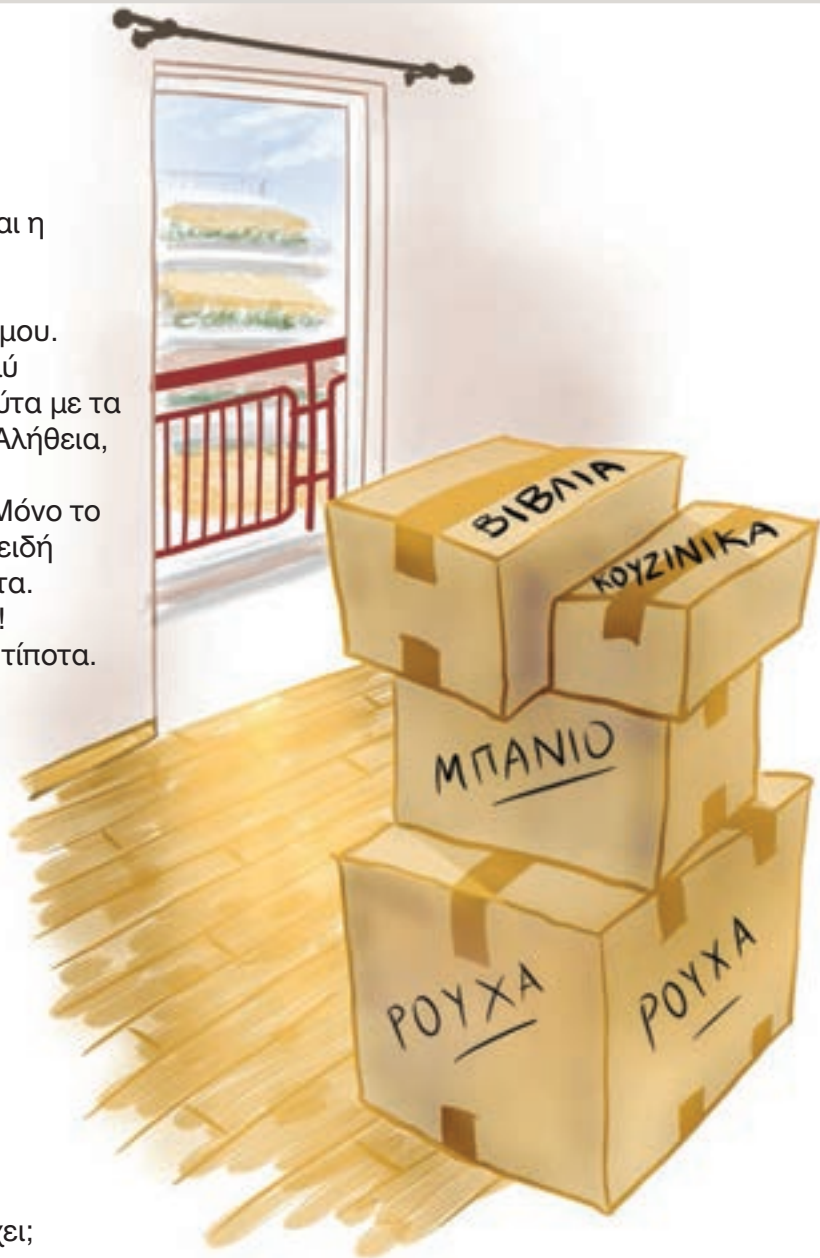 αι η
μου.
ύ
ύτα με τα
Αλήθεια,
Μόνο το
ειδή
τα.
!
τίποτα.
ΒΙΒΛΙΑ
ΚΟΥΖΙΝΙΚΑ
ΜΠΑΝΙΟ
ΡΟΥΧΑ
ΡΟΥΧΑ
χει;